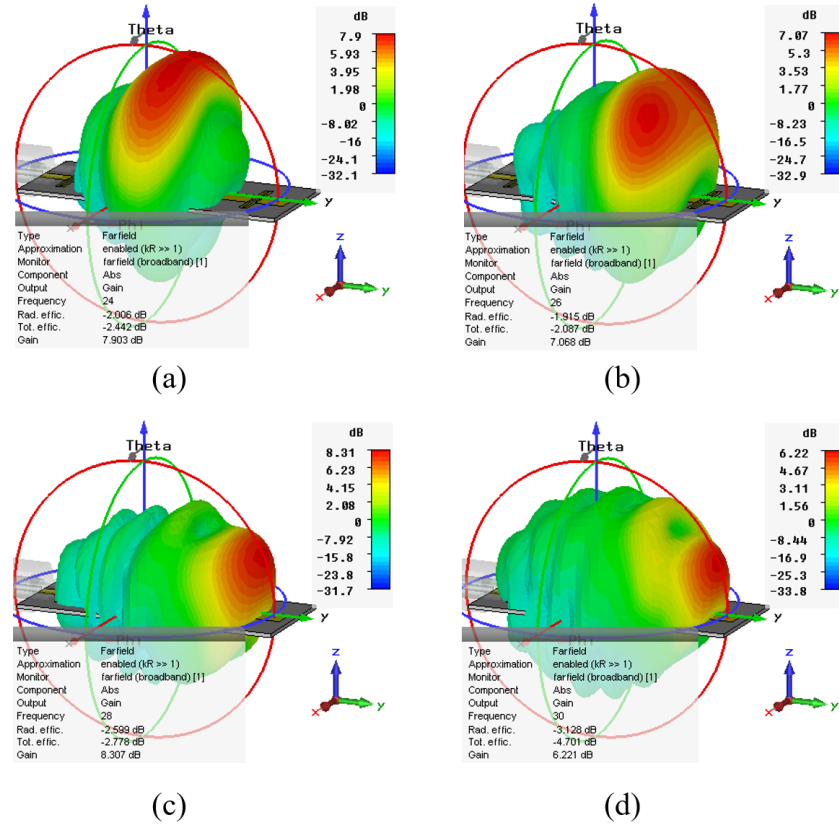 dB
Theta
7.9
5.93
3.95
1.98
0
-8.02
-16
-24.1
-32.1
y
x
Phi
Type Farfield
Approximation enabled (kR >> 1)
Monitor farfield (broadband) [1]
Component Abs
Output Gain
Frequency 24
Rad. effic. -2.006 dB
Tot. effic. -2.442 dB
Gain 7.903 dB
z
x
y
(a)
dB
Theta
7.07
5.3
3.53
1.77
0
-8.23
-16.5
-24.7
-32.9
y
x
Phi
Type Farfield
Approximation enabled (kR >> 1)
Monitor farfield (broadband) [1]
Component Abs
Output Gain
Frequency 26
Rad. effic. -1.915 dB
Tot. effic. -2.087 dB
Gain 7.068 dB
z
x
y
(b)
dB
Theta
8.31
6.23
4.15
2.08
0
-7.92
-15.8
-23.8
-31.7
y
x
Phi
Type Farfield
Approximation enabled (kR >> 1)
Monitor farfield (broadband) [1]
Component Abs
Output Gain
Frequency 28
Rad. effic. -2.599 dB
Tot. effic. -2.778 dB
Gain 8.307 dB
z
x
y
(c)
dB
Theta
6.22
4.67
3.11
1.56
0
-8.44
-16.9
-25.3
-33.8
y
x
Phi
Type Farfield
Approximation enabled (kR >> 1)
Monitor farfield (broadband) [1]
Component Abs
Output Gain
Frequency 30
Rad. effic. -3.128 dB
Tot. effic. -4.701 dB
Gain 6.221 dB
z
x
y
(d)